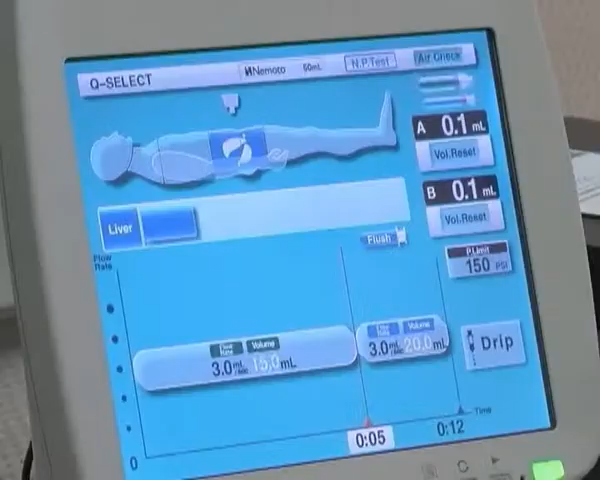 Q-SELECT
Nemoto 60mL N.P.Test Air Check
A 0.1 mL
Vol.Reset
B 0.1 mL
Vol.Reset
Liver
Flush
Flow Rate
P.Limit
150 PSI
Flow Rate Volume
3.0 mL/sec 15.0 mL
Flow Rate Volume
3.0 mL/sec 20.0 mL
Drip
Time
0
0:05
0:12